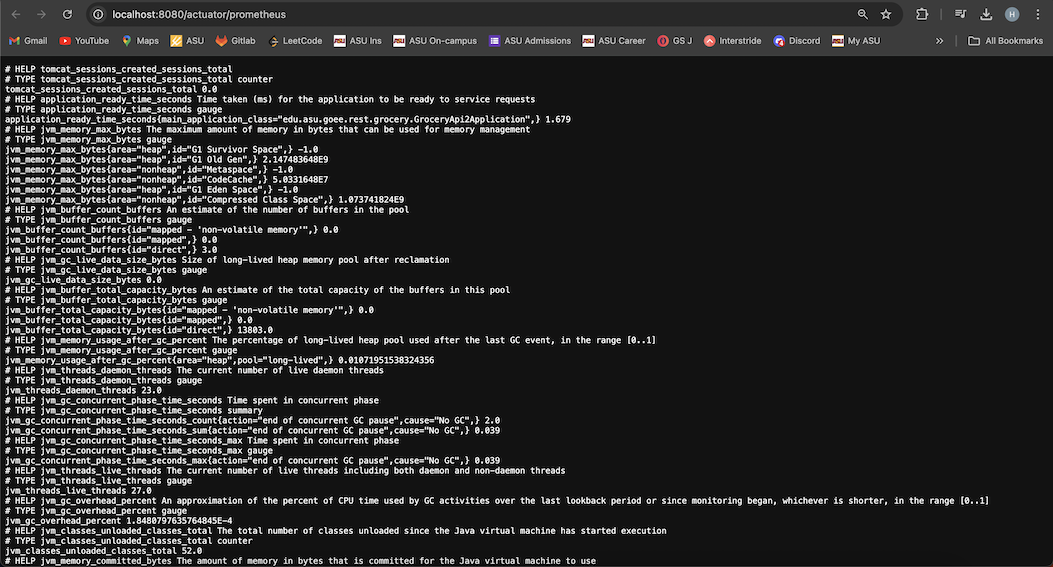 localhost:8080/actuator/prometheus
H
Gmail YouTube Maps ASU Gitlab LeetCode ASU Ins ASU On-campus ASU Admissions ASU Career GS J Interstride Discord My ASU » All Bookmarks
# HELP tomcat_sessions_created_sessions_total
# TYPE tomcat_sessions_created_sessions_total counter
tomcat_sessions_created_sessions_total 0.0
# HELP application_ready_time_seconds Time taken (ms) for the application to be ready to service requests
# TYPE application_ready_time_seconds gauge
application_ready_time_seconds{main_application_class="edu.asu.goee.rest.grocery.GroceryApi2Application",} 1.679
# HELP jvm_memory_max_bytes The maximum amount of memory in bytes that can be used for memory management
# TYPE jvm_memory_max_bytes gauge
jvm_memory_max_bytes{area="heap",id="G1 Survivor Space",} -1.0
jvm_memory_max_bytes{area="heap",id="G1 Old Gen",} 2.147483648E9
jvm_memory_max_bytes{area="nonheap",id="Metaspace",} -1.0
jvm_memory_max_bytes{area="nonheap",id="CodeCache",} 5.0331648E7
jvm_memory_max_bytes{area="heap",id="G1 Eden Space",} -1.0
jvm_memory_max_bytes{area="nonheap",id="Compressed Class Space",} 1.073741824E9
# HELP jvm_buffer_count_buffers An estimate of the number of buffers in the pool
# TYPE jvm_buffer_count_buffers gauge
jvm_buffer_count_buffers{id="mapped - 'non-volatile memory'",} 0.0
jvm_buffer_count_buffers{id="mapped",} 0.0
jvm_buffer_count_buffers{id="direct",} 3.0
# HELP jvm_gc_live_data_size_bytes Size of long-lived heap memory pool after reclamation
# TYPE jvm_gc_live_data_size_bytes gauge
jvm_gc_live_data_size_bytes 0.0
# HELP jvm_buffer_total_capacity_bytes An estimate of the total capacity of the buffers in this pool
# TYPE jvm_buffer_total_capacity_bytes gauge
jvm_buffer_total_capacity_bytes{id="mapped - 'non-volatile memory'",} 0.0
jvm_buffer_total_capacity_bytes{id="mapped",} 0.0
jvm_buffer_total_capacity_bytes{id="direct",} 13803.0
# HELP jvm_memory_usage_after_gc_percent The percentage of long-lived heap pool used after the last GC event, in the range [0..1]
# TYPE jvm_memory_usage_after_gc_percent gauge
jvm_memory_usage_after_gc_percent{area="heap",pool="long-lived",} 0.01071951538324356
# HELP jvm_threads_daemon_threads The current number of live daemon threads
# TYPE jvm_threads_daemon_threads gauge
jvm_threads_daemon_threads 23.0
# HELP jvm_gc_concurrent_phase_time_seconds Time spent in concurrent phase
# TYPE jvm_gc_concurrent_phase_time_seconds summary
jvm_gc_concurrent_phase_time_seconds_count{action="end of concurrent GC pause",cause="No GC",} 2.0
jvm_gc_concurrent_phase_time_seconds_sum{action="end of concurrent GC pause",cause="No GC",} 0.039
# HELP jvm_gc_concurrent_phase_time_seconds_max Time spent in concurrent phase
# TYPE jvm_gc_concurrent_phase_time_seconds_max gauge
jvm_gc_concurrent_phase_time_seconds_max{action="end of concurrent GC pause",cause="No GC",} 0.039
# HELP jvm_threads_live_threads The current number of live threads including both daemon and non-daemon threads
# TYPE jvm_threads_live_threads gauge
jvm_threads_live_threads 27.0
# HELP jvm_gc_overhead_percent An approximation of the percent of CPU time used by GC activities over the last lookback period or since monitoring began, whichever is shorter, in the range [0..1]
# TYPE jvm_gc_overhead_percent gauge
jvm_gc_overhead_percent 1.8480797635764845E-4
# HELP jvm_classes_unloaded_classes_total The total number of classes unloaded since the Java virtual machine has started execution
# TYPE jvm_classes_unloaded_classes_total counter
jvm_classes_unloaded_classes_total 52.0
# HELP jvm_memory_committed_bytes The amount of memory in bytes that is committed for the Java virtual machine to use